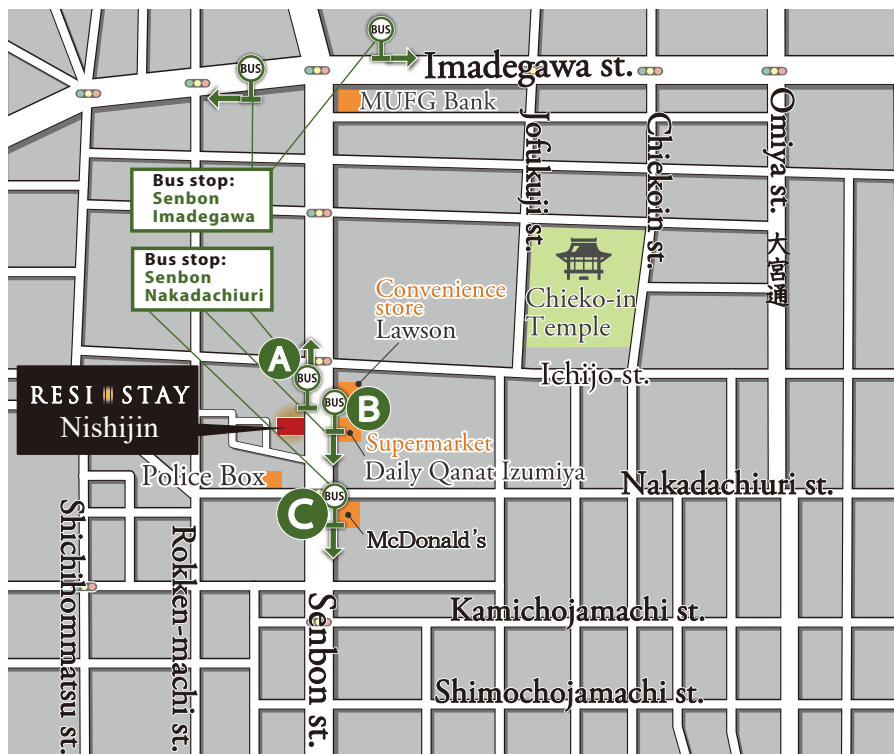 BUS
BUS
Imadegawa st.
MUFG Bank
Jofukuji st.
Chiekoin st.
Omiya st. 大宮通
Bus stop:
Senbon
Imadegawa
Bus stop:
Senbon
Nakadachiuri
Chieko-in
Temple
Convenience
store
Lawson
A
BUS
Ichijo st.
RESI STAY
Nishijin
BUS
B
Supermarket
Daily Qanat Izumiya
Police Box
Nakadachiuri st.
BUS
C
McDonald's
Shichihommatsu st.
Rokken-machi st.
Senbon st.
Kamichojamachi st.
Shimochojamachi st.